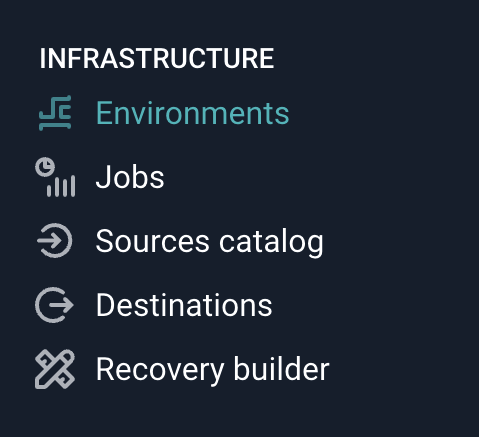 INFRASTRUCTURE
Environments
Jobs
Sources catalog
Destinations
Recovery builder